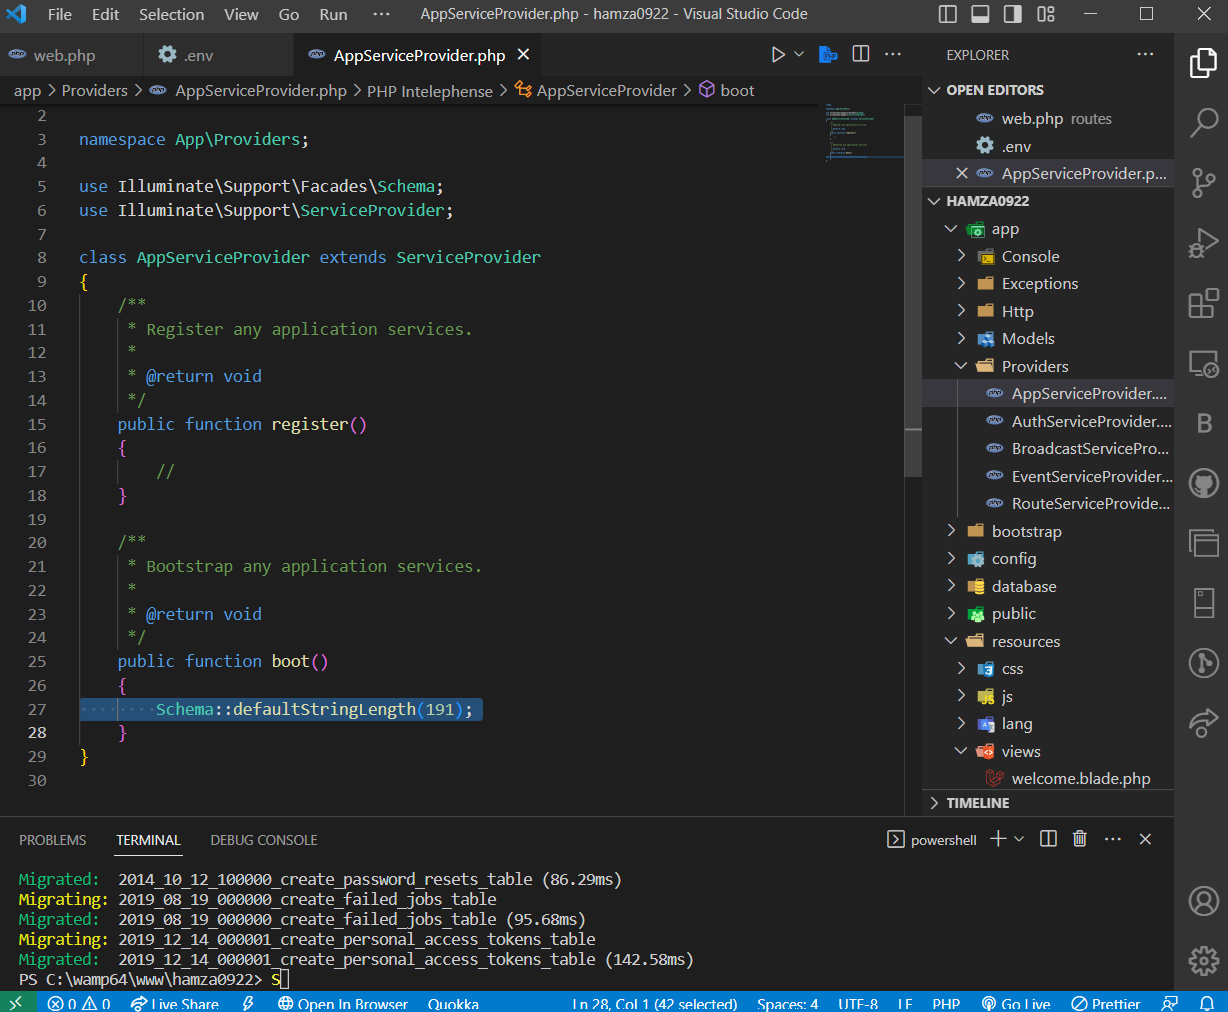 File Edit Selection View Go Run ··· AppServiceProvider.php - hamza0922 - Visual Studio Code
web.php .env AppServiceProvider.php
app > Providers > AppServiceProvider.php > PHP Intelephense > AppServiceProvider > boot
2
3 namespace App\Providers;
4
5 use Illuminate\Support\Facades\Schema;
6 use Illuminate\Support\ServiceProvider;
7
8 class AppServiceProvider extends ServiceProvider
9 {
10 /**
11 * Register any application services.
12 *
13 * @return void
14 */
15 public function register()
16 {
17 //
18 }
19
20 /**
21 * Bootstrap any application services.
22 *
23 * @return void
24 */
25 public function boot()
26 {
27 Schema::defaultStringLength(191);
28 }
29 }
30
EXPLORER
OPEN EDITORS
web.php routes
.env
AppServiceProvider.p...
HAMZA0922
app
Console
Exceptions
Http
Models
Providers
AppServiceProvider....
AuthServiceProvider....
BroadcastServicePro...
EventServiceProvider...
RouteServiceProvide...
bootstrap
config
database
public
resources
css
js
lang
views
welcome.blade.php
TIMELINE
PROBLEMS TERMINAL DEBUG CONSOLE powershell
Migrated: 2014_10_12_100000_create_password_resets_table (86.29ms)
Migrating: 2019_08_19_000000_create_failed_jobs_table
Migrated: 2019_08_19_000000_create_failed_jobs_table (95.68ms)
Migrating: 2019_12_14_000001_create_personal_access_tokens_table
Migrated: 2019_12_14_000001_create_personal_access_tokens_table (142.58ms)
PS C:\wamp64\www\hamza0922> S
0 0 Live Share Open In Browser Quokka Ln 28, Col 1 (42 selected) Spaces: 4 UTF-8 LF PHP Go Live Prettier